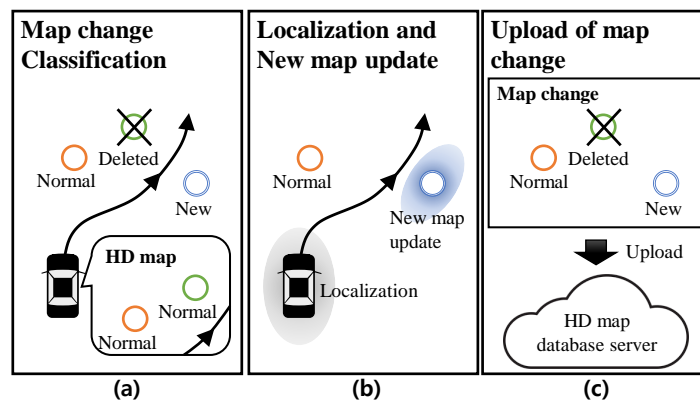 Map change
Classification
Deleted
Normal
New
HD map
Normal
Normal
(a)
Localization and
New map update
Normal
New map
update
Localization
(b)
Upload of map
change
Map change
Normal
Deleted
New
Upload
HD map
database server
(c)